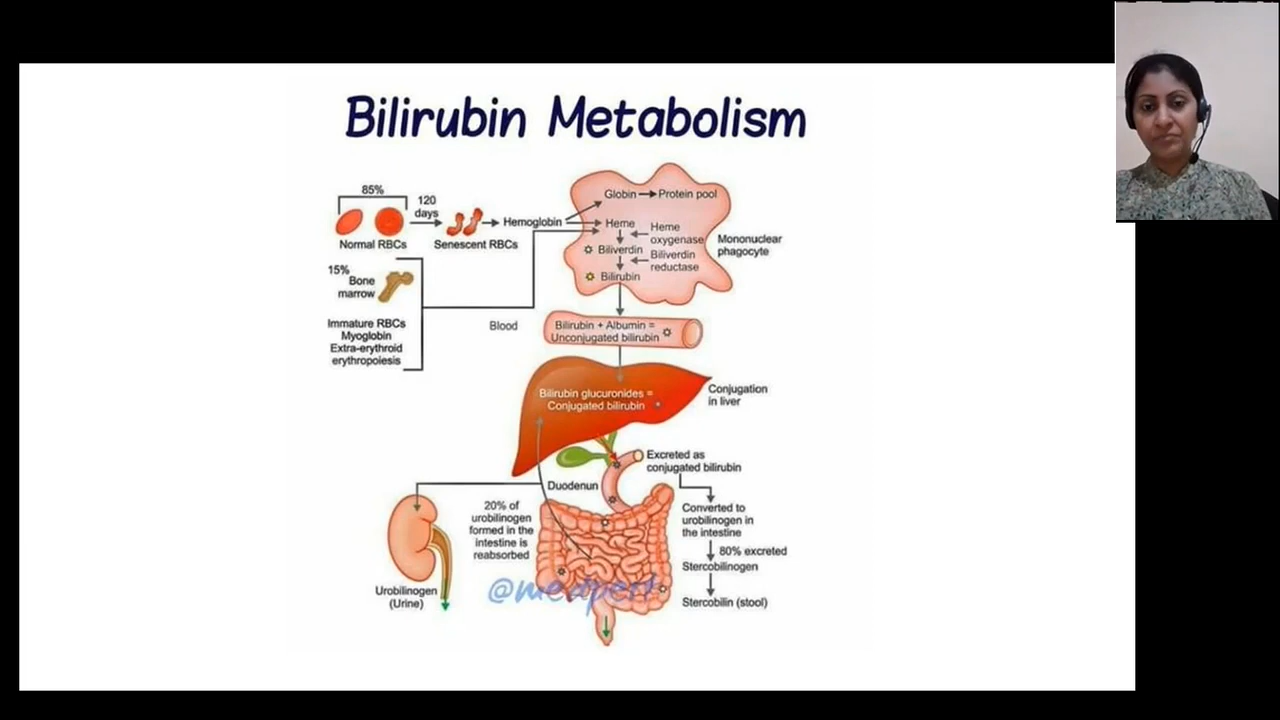 Bilirubin Metabolism
85%
120
days
Normal RBCs
Senescent RBCs
Hemoglobin
Globin
Protein pool
Heme
Heme
oxygenase
Biliverdin
Biliverdin
reductase
Bilirubin
Mononuclear
phagocyte
15%
Bone
marrow
Immature RBCs
Myoglobin
Extra-erythroid
erythropoiesis
Blood
Bilirubin + Albumin =
Unconjugated bilirubin
Bilirubin glucuronides =
Conjugated bilirubin
Conjugation
in liver
Excreted as
conjugated bilirubin
Duodenun
20% of
urobilinogen
formed in the
intestine is
reabsorbed
Converted to
urobilinogen in
the intestine
80% excreted
Stercobilinogen
Stercobilin (stool)
Urobilinogen
(Urine)